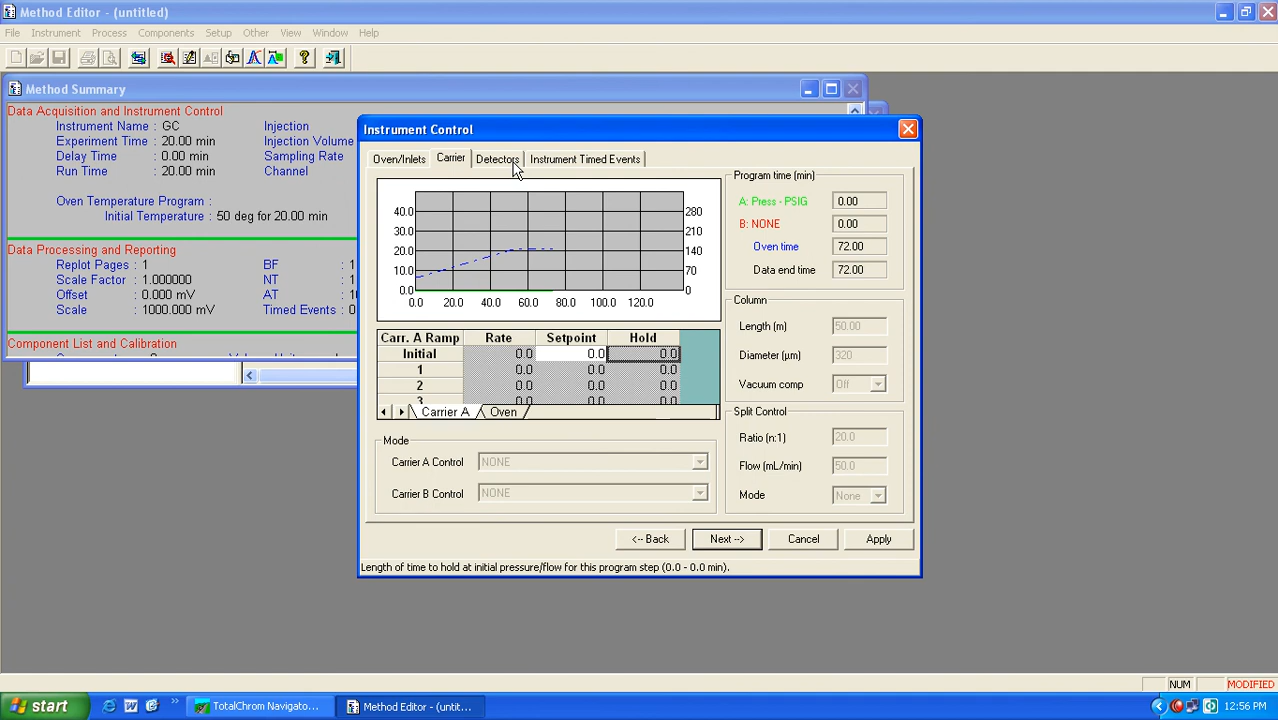 Method Editor - (untitled)
File Instrument Process Components Setup Other View Window Help
Method Summary
Data Acquisition and Instrument Control
Instrument Name : GC Injection
Experiment Time : 20.00 min Injection Volume
Delay Time : 0.00 min Sampling Rate
Run Time : 20.00 min Channel
Oven Temperature Program :
Initial Temperature : 50 deg for 20.00 min
Data Processing and Reporting
Replot Pages : 1 BF : 1
Scale Factor : 1.000000 NT : 1
Offset : 0.000 mV AT : 1
Scale : 1000.000 mV Timed Events : 0
Component List and Calibration
Instrument Control
Oven/Inlets Carrier Detectors Instrument Timed Events
40.0 280
30.0 210
20.0 140
10.0 70
0.0 0
0.0 20.0 40.0 60.0 80.0 100.0 120.0
Carr. A Ramp Rate Setpoint Hold
Initial 0.0 0.0 0.0
1 0.0 0.0 0.0
2 0.0 0.0 0.0
3 0.0 0.0 0.0
Carrier A Oven
Mode
Carrier A Control NONE
Carrier B Control NONE
Program time (min)
A: Press - PSIG 0.00
B: NONE 0.00
Oven time 72.00
Data end time 72.00
Column
Length (m) 50.00
Diameter (µm) 320
Vacuum comp Off
Split Control
Ratio (n:1) 20.0
Flow (mL/min) 50.0
Mode None
<-- Back Next --> Cancel Apply
Length of time to hold at initial pressure/flow for this program step (0.0 - 0.0 min).
NUM MODIFIED
start TotalChrom Navigato... Method Editor - (untit... 12:56 PM